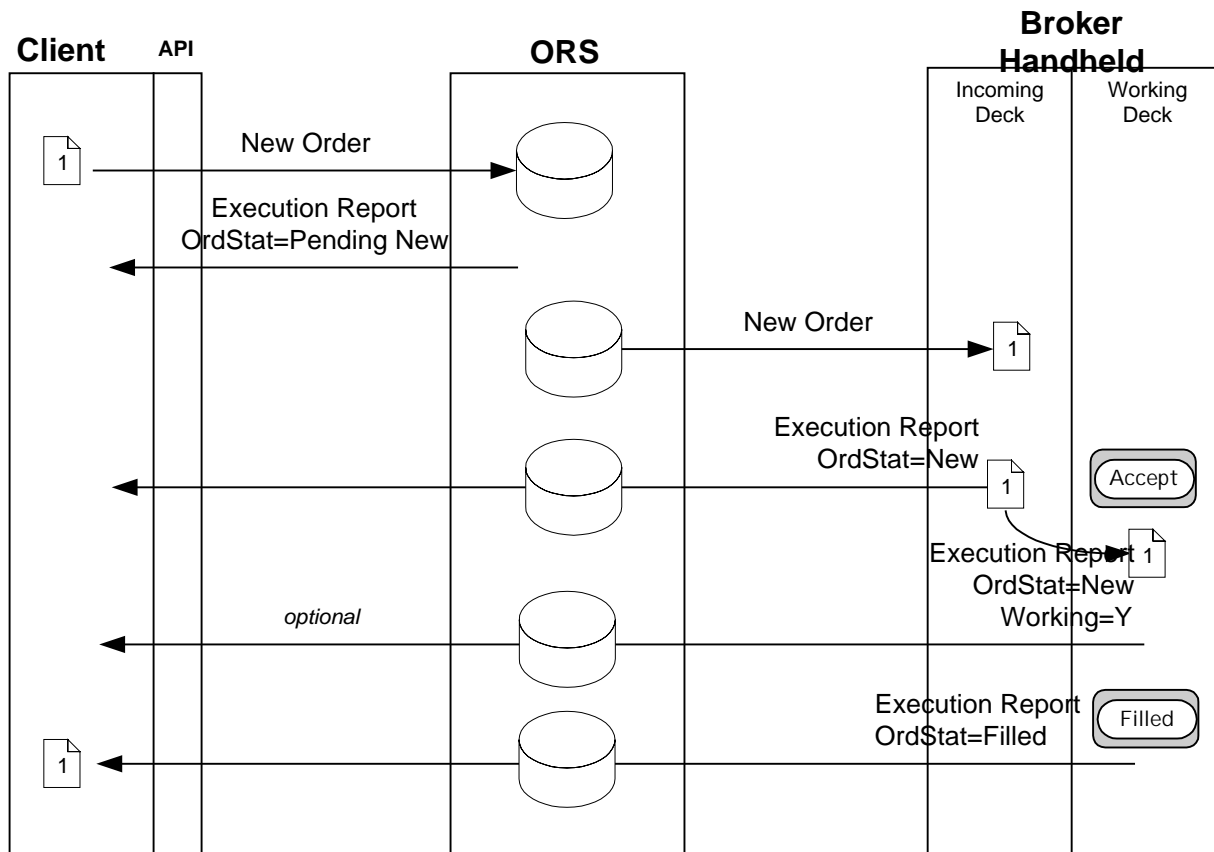 Client
API
ORS
Broker
Handheld
Incoming
Deck
Working
Deck
1
New Order
Execution Report
OrdStat=Pending New
New Order
1
Execution Report
OrdStat=New
1
Accept
Execution Report
OrdStat=New
Working=Y
1
optional
Execution Report
OrdStat=Filled
Filled
1